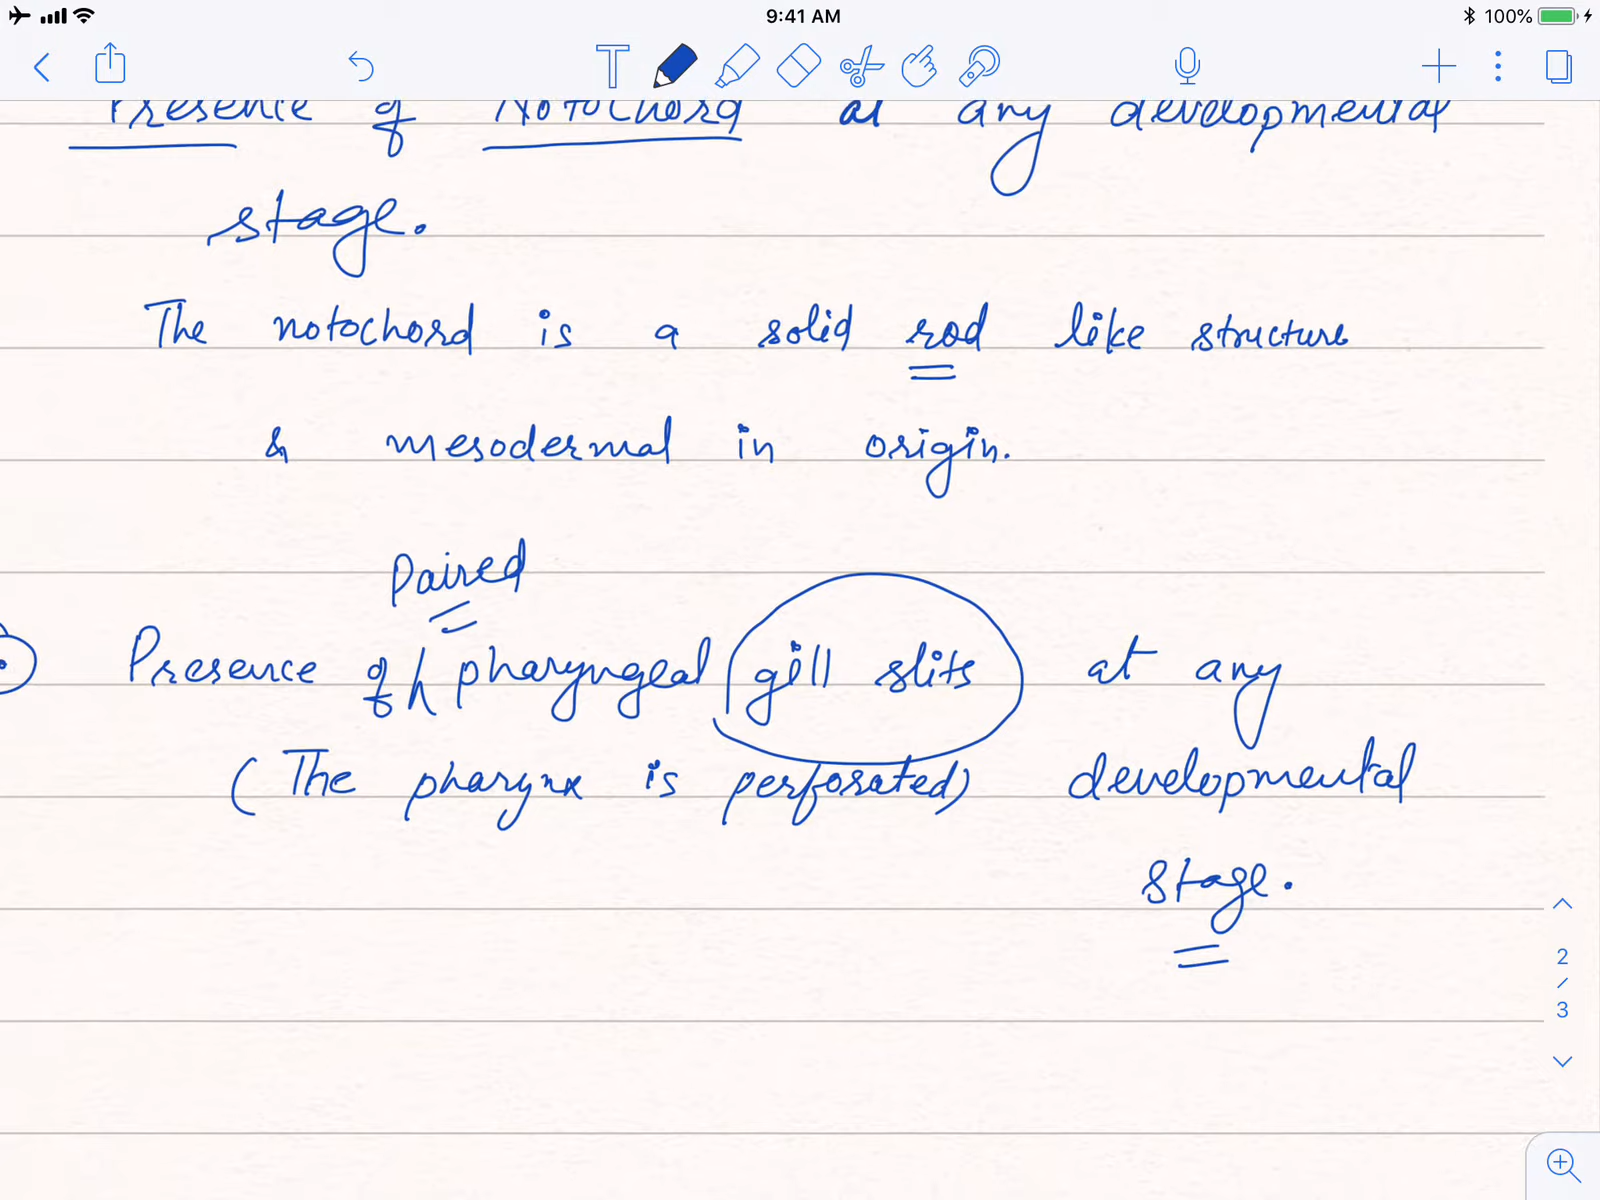 9:41 AM
100%
Presence of Notochord at any developmental
stage.
The notochord is a solid rod like structure
& mesodermal in origin.
Paired
Presence of pharyngeal gill slits at any
(The pharynx is perforated) developmental
stage.
2
/
3